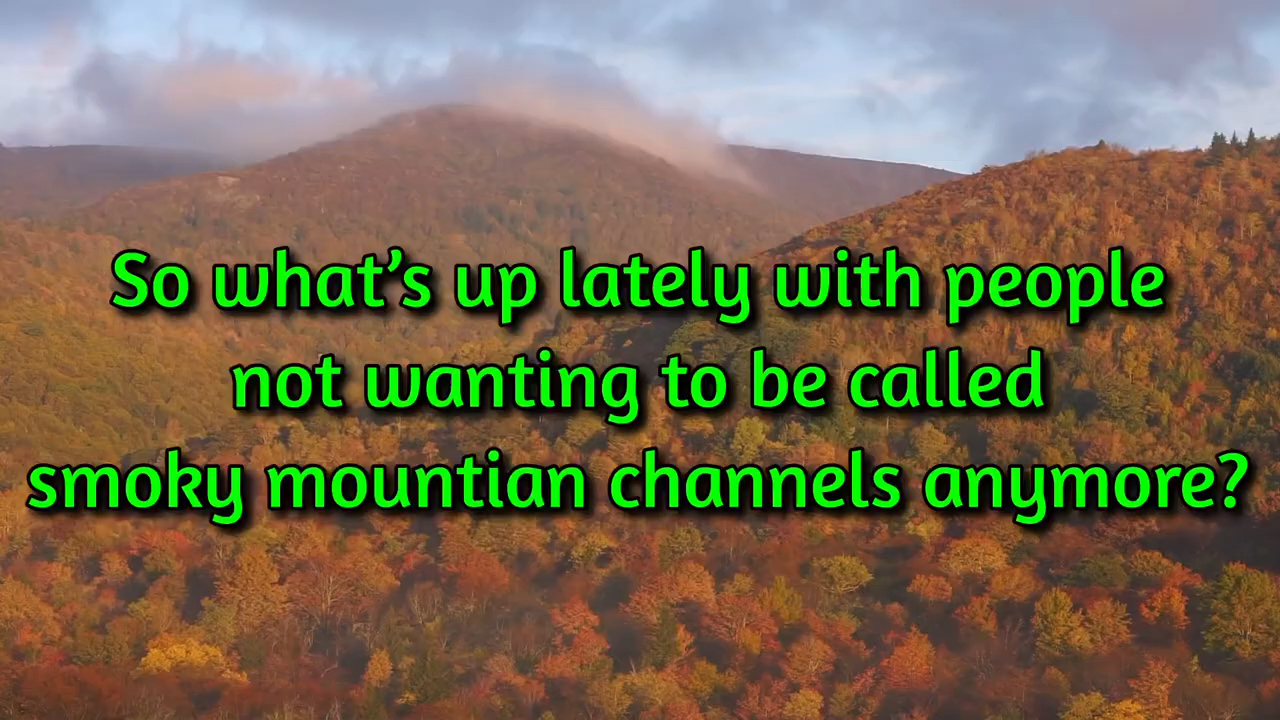 So what’s up lately with people
not wanting to be called
smoky mountian channels anymore?